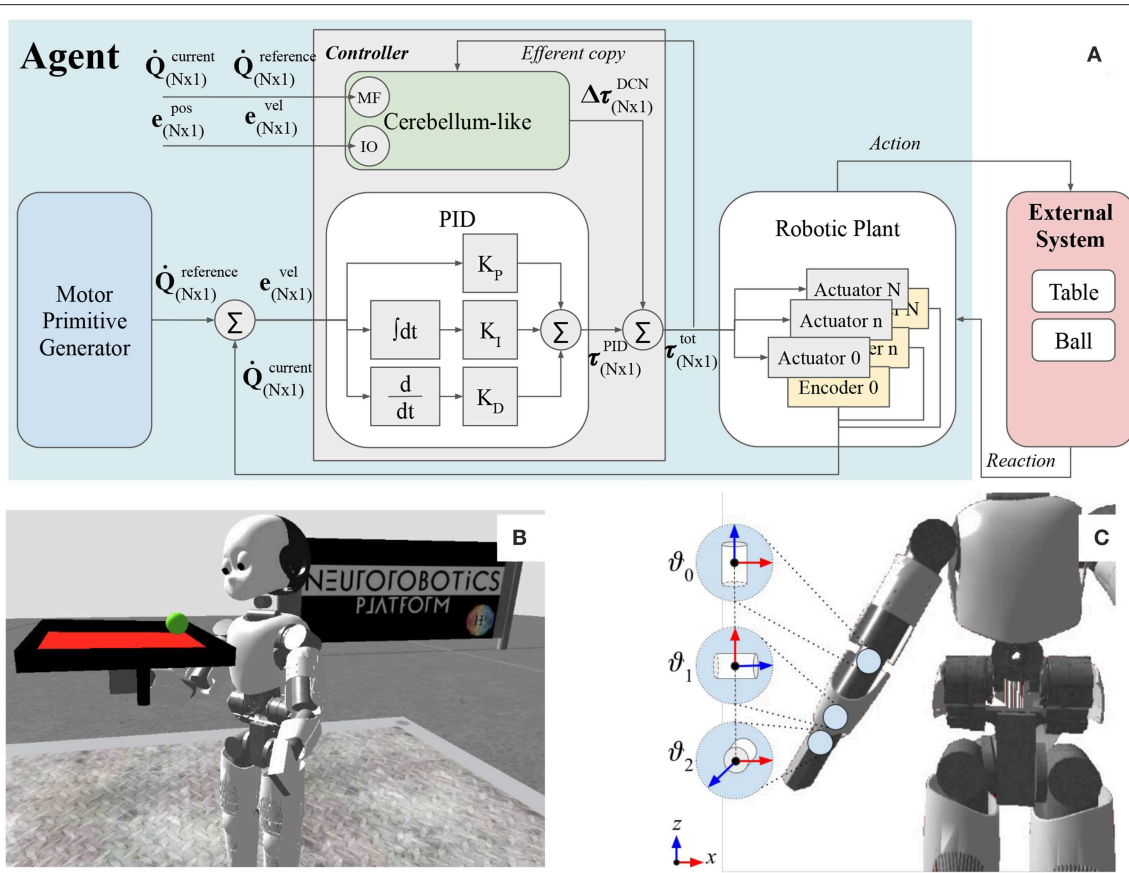 Agent
A
Controller
Efferent copy
Q̇ current (Nx1) Q̇ reference (Nx1)
MF
e pos (Nx1) e vel (Nx1)
IO
Cerebellum-like
Δτ DCN (Nx1)
Action
Motor
Primitive
Generator
Q̇ reference (Nx1)
Σ
e vel (Nx1)
Q̇ current (Nx1)
PID
K P
∫dt
K I
d
dt
K D
Σ
τ PID (Nx1)
Σ
τ tot (Nx1)
Robotic Plant
Actuator N
N
Actuator n
er n
Actuator 0
Encoder 0
External
System
Table
Ball
Reaction
B
NEUROROBOTICS
PLATFORM
C
ϑ0
ϑ1
ϑ2
z
x